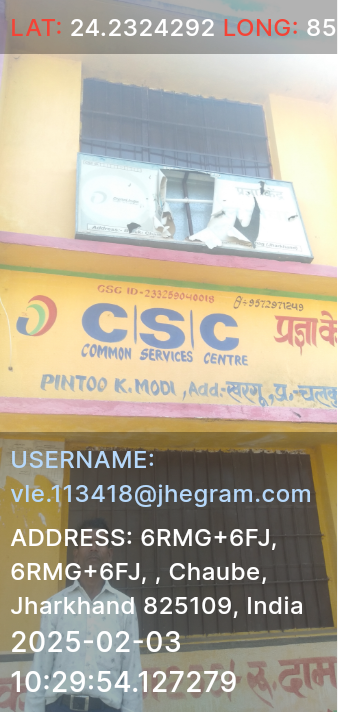 LAT: 24.2324292 LONG: 85
CSC ID-233259040018
✆:-9572971249
CSC
प्रज्ञा के
COMMON SERVICES CENTRE
PINTOO K. MODI, Add.-खरगू, प्र.-चलकु
USERNAME:
vle.113418@jhegram.com
ADDRESS: 6RMG+6FJ,
6RMG+6FJ, , Chaube,
Jharkhand 825109, India
2025-02-03
10:29:54.127279